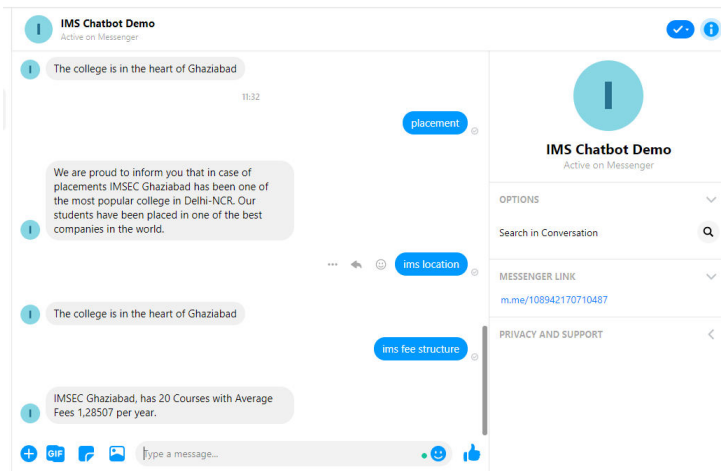 IMS Chatbot Demo
Active on Messenger
I
I
The college is in the heart of Ghaziabad
11:32
placement
We are proud to inform you that in case of
placements IMSEC Ghaziabad has been one of
the most popular college in Delhi-NCR. Our
students have been placed in one of the best
companies in the world.
I
ims location
The college is in the heart of Ghaziabad
I
ims fee structure
IMSEC Ghaziabad, has 20 Courses with Average
Fees 1,28507 per year.
I
GIF
Type a message...
I
IMS Chatbot Demo
Active on Messenger
OPTIONS
Search in Conversation
MESSENGER LINK
m.me/108942170710487
PRIVACY AND SUPPORT